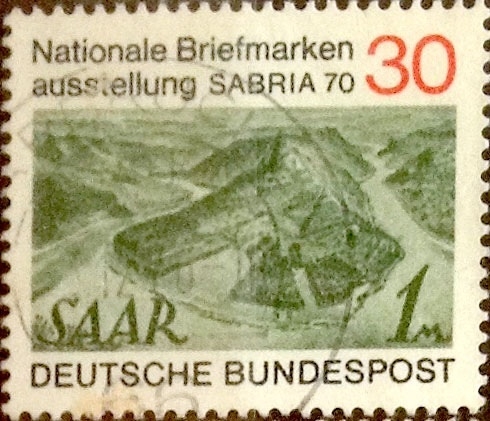 Nationale Briefmarken 30
ausstellung SABRIA 70
SAAR 1M
DEUTSCHE BUNDESPOST